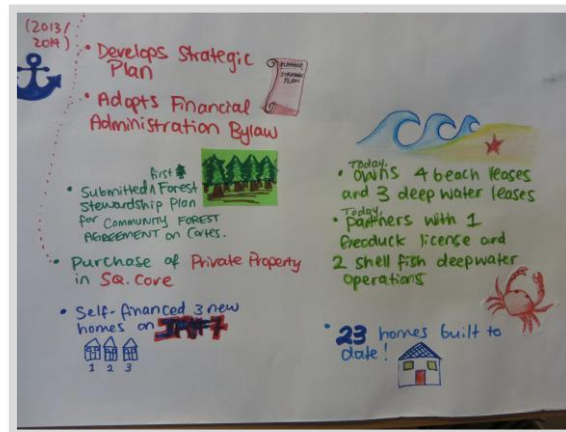 (2013/
2014)
• Develops Strategic
Plan
• Adopts Financial
Administration Bylaw
STRATEGIC
PLAN
first
• Submitted ^ Forest
Stewardship Plan
for COMMUNITY FOREST
AGREEMENT on Cortes.
• Purchase of Private Property
in SQ. Cove
• Self-financed 3 new
homes on
1 2 3
Today,
• owns 4 beach leases
and 3 deep water leases
Today,
• partners with 1
geoduck license and
2 shell fish deepwater
operations
• 23 homes built to
date!